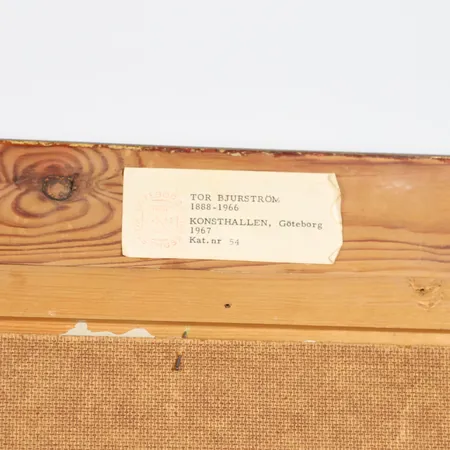 TOR BJURSTRÖM
1888-1966
KONSTHALLEN, Göteborg
1967
Kat.nr 54